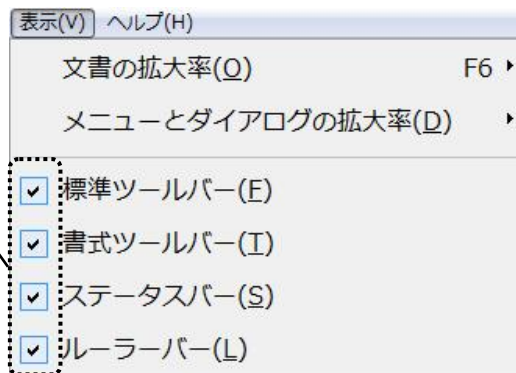 表示(V) ヘルプ(H)
文書の拡大率(O) F6
メニューとダイアログの拡大率(D)
標準ツールバー(F)
書式ツールバー(T)
ステータスバー(S)
ルーラーバー(L)